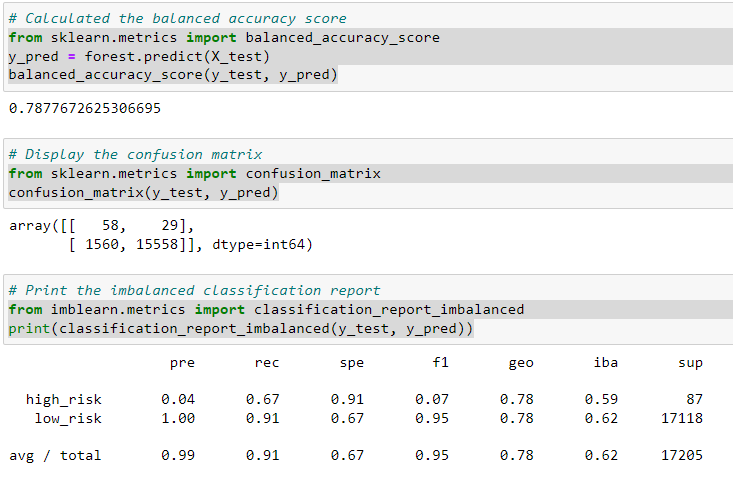 # Calculated the balanced accuracy score
from sklearn.metrics import balanced_accuracy_score
y_pred = forest.predict(X_test)
balanced_accuracy_score(y_test, y_pred)
0.7877672625306695
# Display the confusion matrix
from sklearn.metrics import confusion_matrix
confusion_matrix(y_test, y_pred)
array([[   58,    29],
       [ 1560, 15558]], dtype=int64)
# Print the imbalanced classification report
from imblearn.metrics import classification_report_imbalanced
print(classification_report_imbalanced(y_test, y_pred))
                   pre       rec       spe        f1       geo       iba       sup
  high_risk       0.04      0.67      0.91      0.07      0.78      0.59        87
   low_risk       1.00      0.91      0.67      0.95      0.78      0.62     17118
avg / total       0.99      0.91      0.67      0.95      0.78      0.62     17205